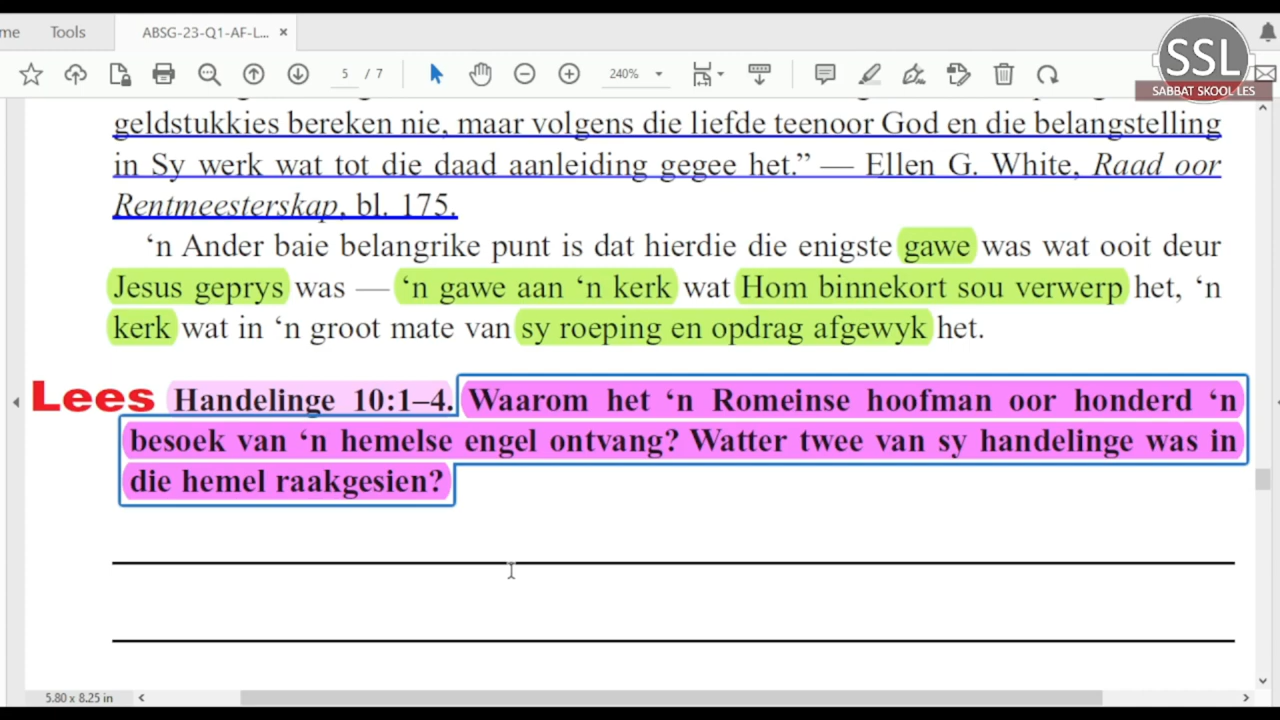 me
Tools
ABSG-23-Q1-AF-L...
×
SSL
SABBAT SKOOL LES
5 / 7
240%
geldstukkies bereken nie, maar volgens die liefde teenoor God en die belangstelling
in Sy werk wat tot die daad aanleiding gegee het.” — Ellen G. White, Raad oor
Rentmeesterskap, bl. 175.
‘n Ander baie belangrike punt is dat hierdie die enigste gawe was wat ooit deur
Jesus geprys was — ‘n gawe aan ‘n kerk wat Hom binnekort sou verwerp het, ‘n
kerk wat in ‘n groot mate van sy roeping en opdrag afgewyk het.
Lees Handelinge 10:1–4. Waarom het ‘n Romeinse hoofman oor honderd ‘n
besoek van ‘n hemelse engel ontvang? Watter twee van sy handelinge was in
die hemel raakgesien?
5.80 x 8.25 in